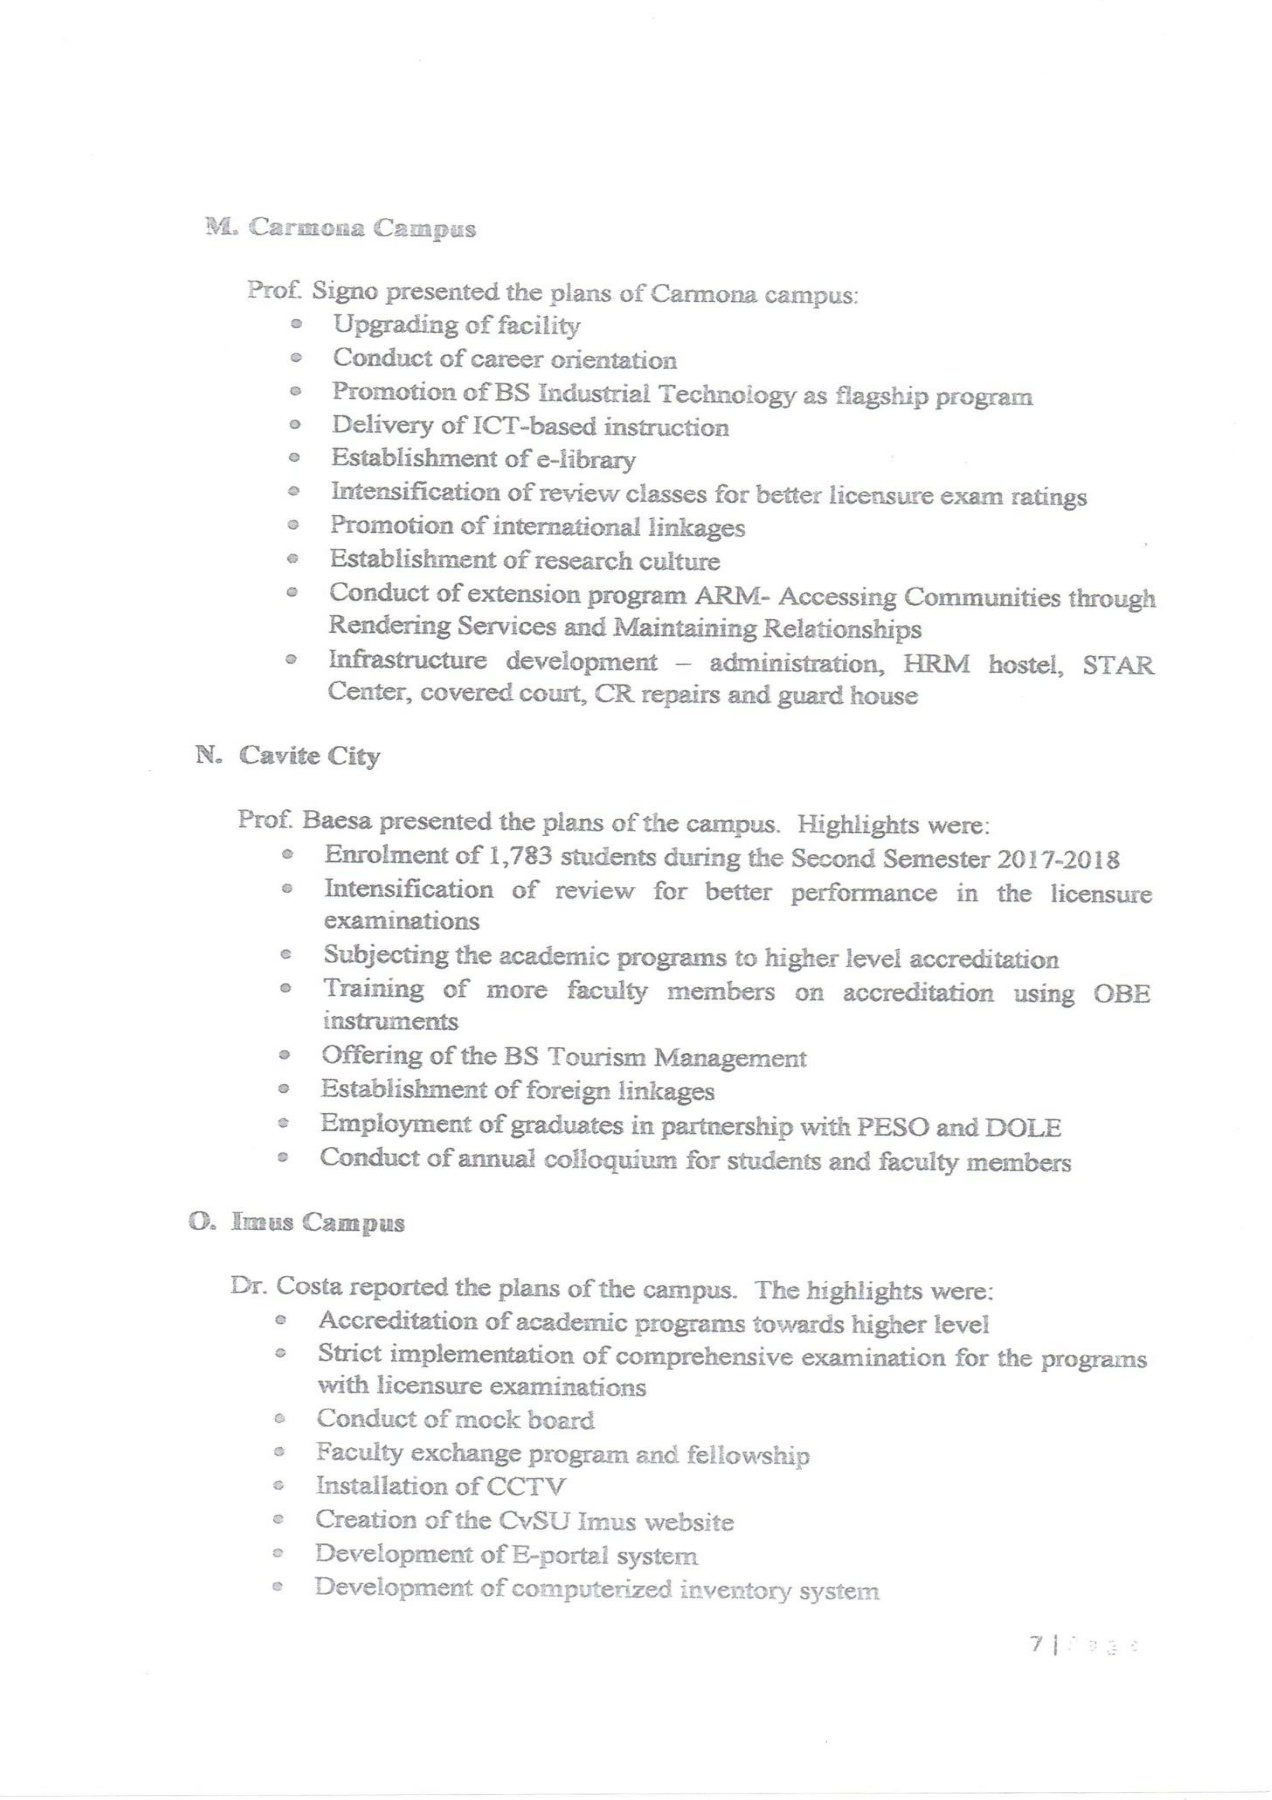 M. Carmona Campus
Prof. Signo presented the plans of Carmona campus:
• Upgrading of facility
• Conduct of career orientation
• Promotion of BS Industrial Technology as flagship program
• Delivery of ICT-based instruction
• Establishment of e-library
• Intensification of review classes for better licensure exam ratings
• Promotion of international linkages
• Establishment of research culture
• Conduct of extension program ARM- Accessing Communities through
Rendering Services and Maintaining Relationships
• Infrastructure development – administration, HRM hostel, STAR
Center, covered court, CR repairs and guard house
N. Cavite City
Prof. Baesa presented the plans of the campus. Highlights were:
• Enrolment of 1,783 students during the Second Semester 2017-2018
• Intensification of review for better performance in the licensure
examinations
• Subjecting the academic programs to higher level accreditation
• Training of more faculty members on accreditation using OBE
instruments
• Offering of the BS Tourism Management
• Establishment of foreign linkages
• Employment of graduates in partnership with PESO and DOLE
• Conduct of annual colloquium for students and faculty members
O. Imus Campus
Dr. Costa reported the plans of the campus. The highlights were:
• Accreditation of academic programs towards higher level
• Strict implementation of comprehensive examination for the programs
with licensure examinations
• Conduct of mock board
• Faculty exchange program and fellowship
• Installation of CCTV
• Creation of the CvSU Imus website
• Development of E-portal system
• Development of computerized inventory system
7 | Page